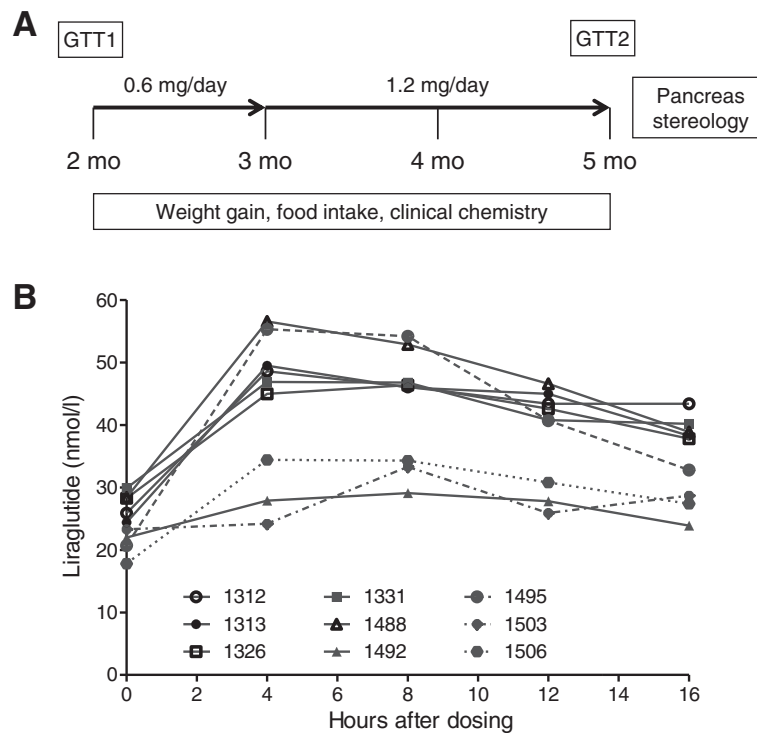 A
GTT1
GTT2
0.6 mg/day
1.2 mg/day
Pancreas
stereology
2 mo
3 mo
4 mo
5 mo
Weight gain, food intake, clinical chemistry
B
60
50
40
30
20
10
0
Liraglutide (nmol/l)
1312
1331
1495
1313
1488
1503
1326
1492
1506
0
2
4
6
8
10
12
14
16
Hours after dosing